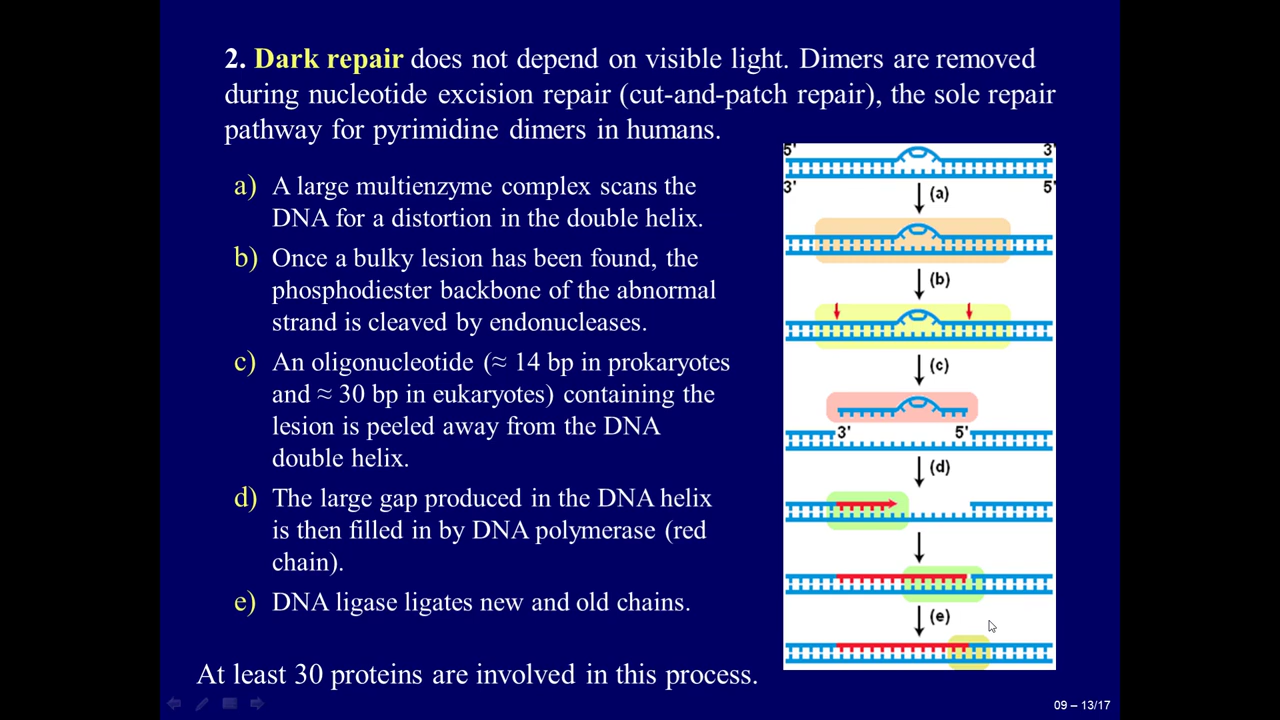 2. Dark repair does not depend on visible light. Dimers are removed
during nucleotide excision repair (cut-and-patch repair), the sole repair
pathway for pyrimidine dimers in humans.
a) A large multienzyme complex scans the
DNA for a distortion in the double helix.
b) Once a bulky lesion has been found, the
phosphodiester backbone of the abnormal
strand is cleaved by endonucleases.
c) An oligonucleotide (≈ 14 bp in prokaryotes
and ≈ 30 bp in eukaryotes) containing the
lesion is peeled away from the DNA
double helix.
d) The large gap produced in the DNA helix
is then filled in by DNA polymerase (red
chain).
e) DNA ligase ligates new and old chains.
At least 30 proteins are involved in this process.
5' 3'
3' 5'
(a)
(b)
(c)
3' 5'
(d)
(e)
09 – 13/17